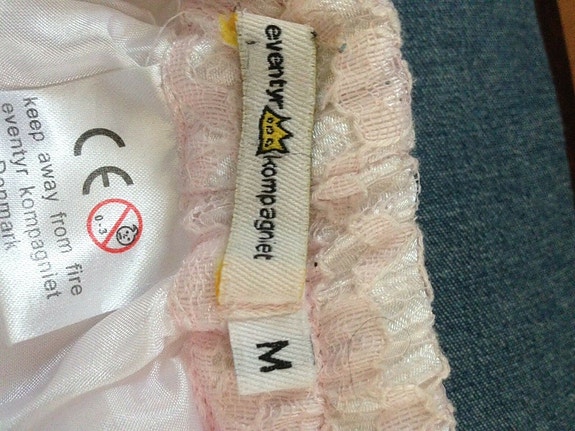 eventyr kompagniet
M
CE
0-3
keep away from fire
eventyr kompagniet
Denmark